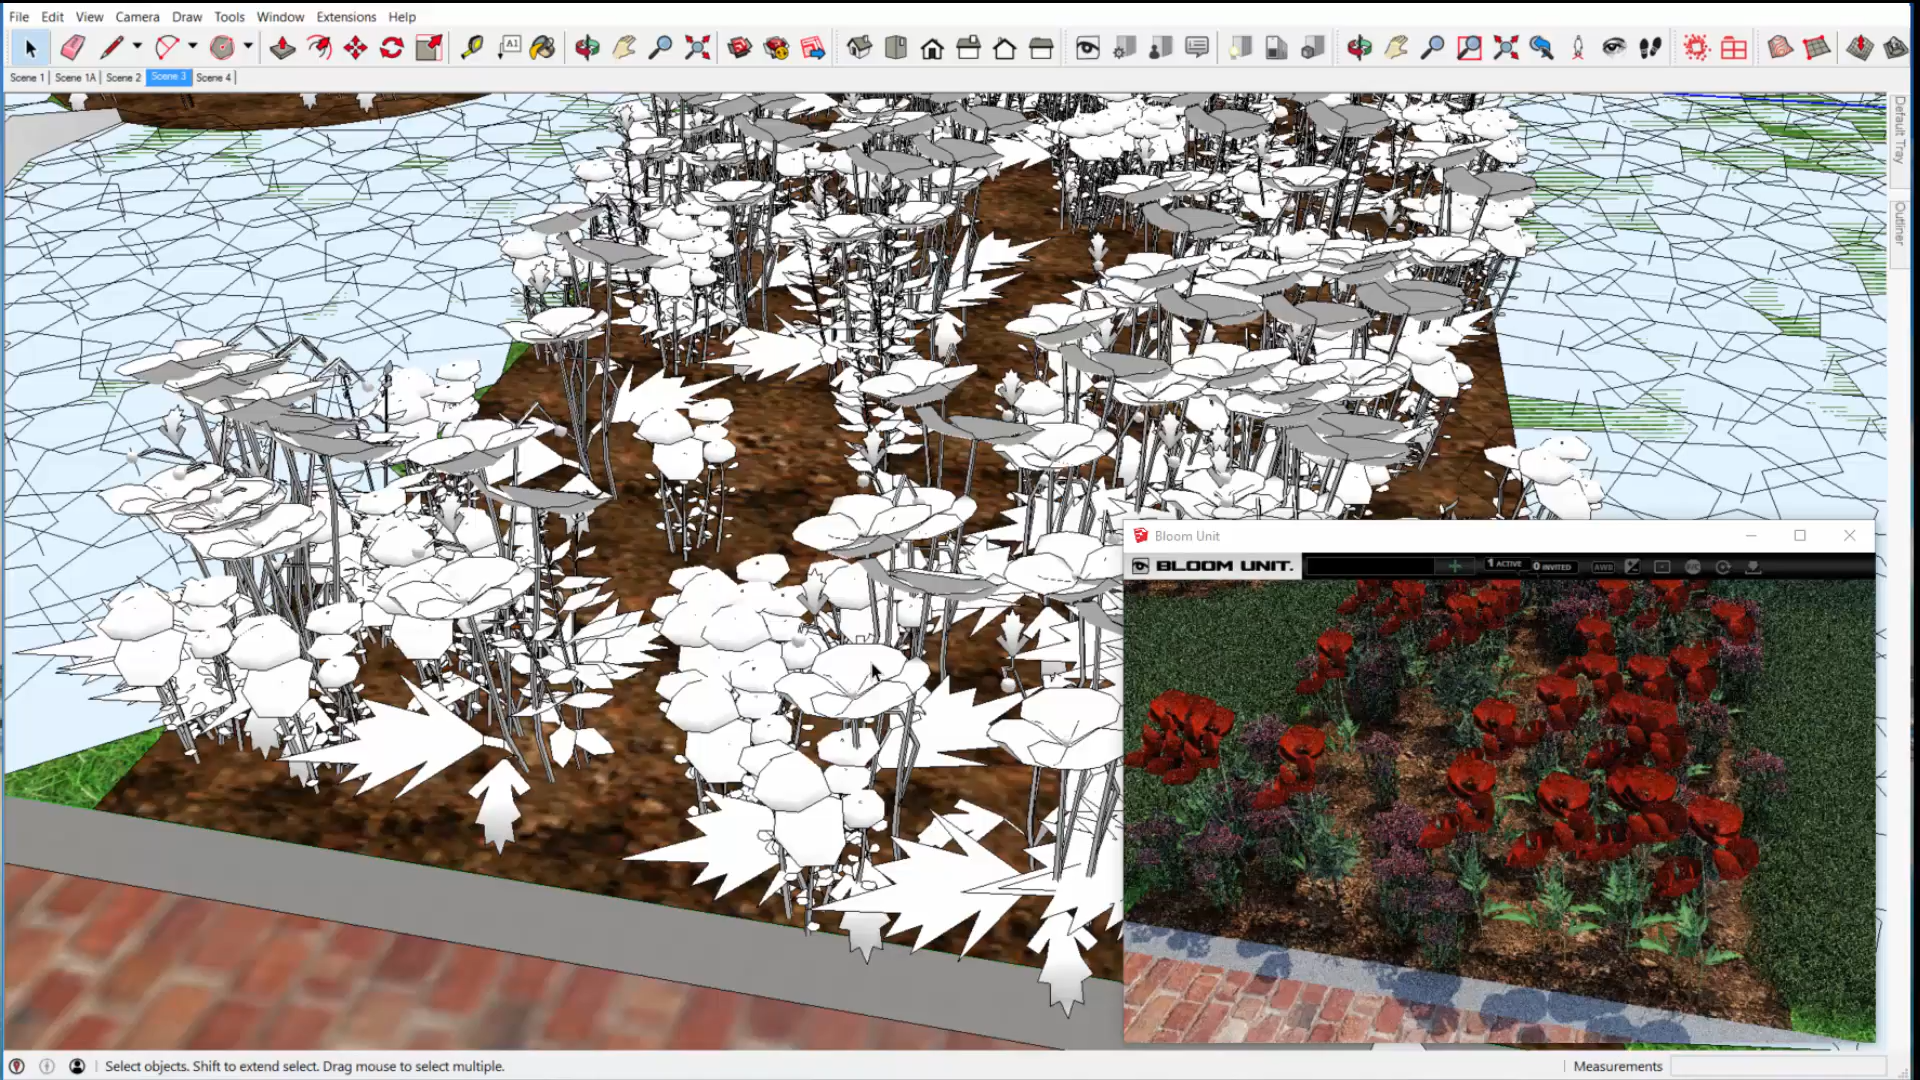 File Edit View Camera Draw Tools Window Extensions Help
A1
Scene 1 Scene 1A Scene 2 Scene 3 Scene 4
Default Tray
Outliner
Bloom Unit
BLOOM UNIT. 1 ACTIVE 0 INVITED AWB
Select objects. Shift to extend select. Drag mouse to select multiple.
Measurements